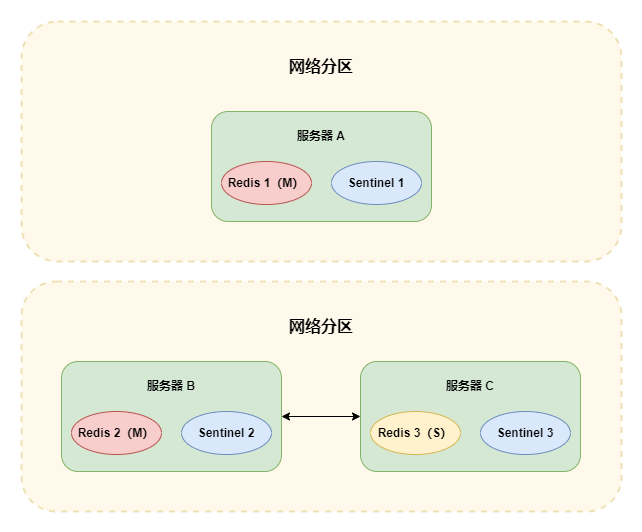 网络分区
服务器 A
Redis 1（M）
Sentinel 1
网络分区
服务器 B
Redis 2（M）
Sentinel 2
服务器 C
Redis 3（S）
Sentinel 3